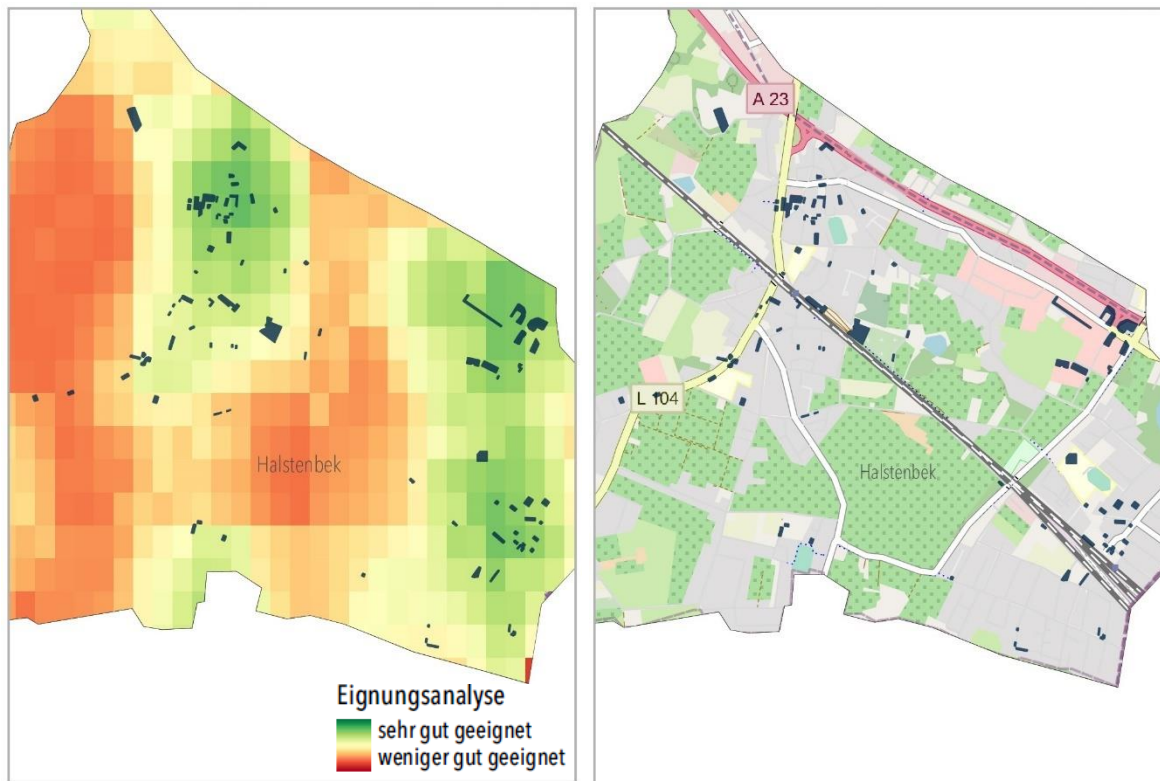 Halstenbek
Eignungsanalyse
sehr gut geeignet
weniger gut geeignet
A 23
L 104
Halstenbek